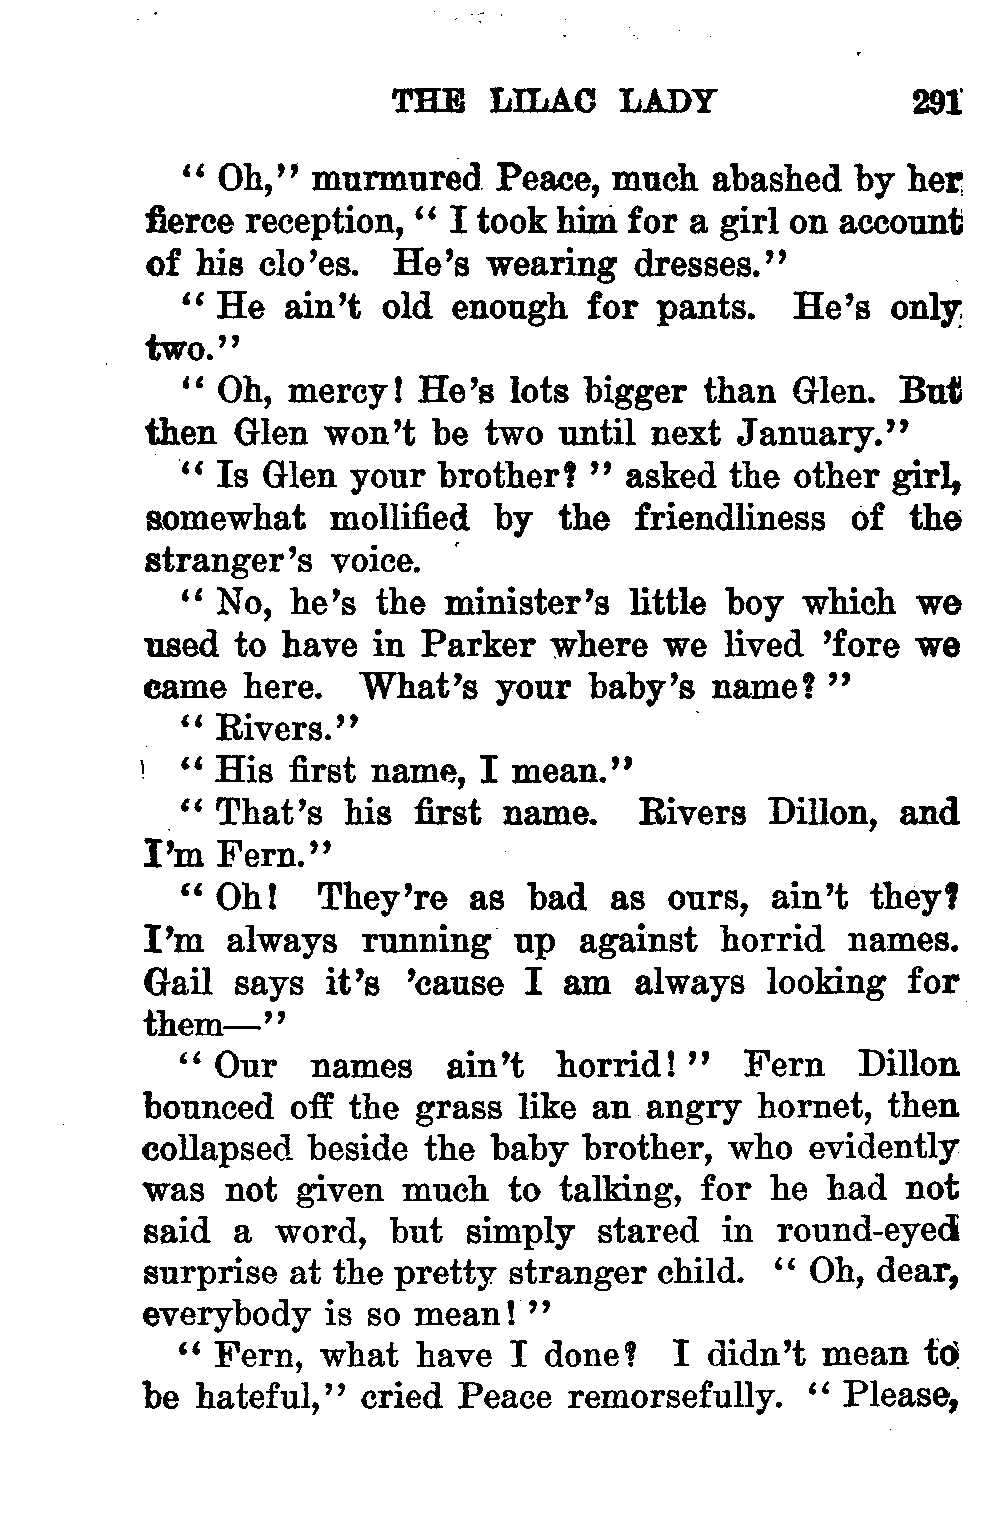 THE LILAC LADY 291
" Oh," murmured Peace, much abashed by her
fierce reception, " I took him for a girl on account
of his clo'es. He's wearing dresses."
" He ain't old enough for pants. He's only
two."
" Oh, mercy! He's lots bigger than Glen. But
then Glen won't be two until next January."
" Is Glen your brother? " asked the other girl,
somewhat mollified by the friendliness of the
stranger's voice.
" No, he's the minister's little boy which we
used to have in Parker where we lived 'fore we
came here. What's your baby's name? "
" Rivers."
" His first name, I mean."
" That's his first name. Rivers Dillon, and
I'm Fern."
" Oh! They're as bad as ours, ain't they?
I'm always running up against horrid names.
Gail says it's 'cause I am always looking for
them—"
" Our names ain't horrid! " Fern Dillon
bounced off the grass like an angry hornet, then
collapsed beside the baby brother, who evidently
was not given much to talking, for he had not
said a word, but simply stared in round-eyed
surprise at the pretty stranger child. " Oh, dear,
everybody is so mean! "
" Fern, what have I done? I didn't mean to
be hateful," cried Peace remorsefully. " Please,